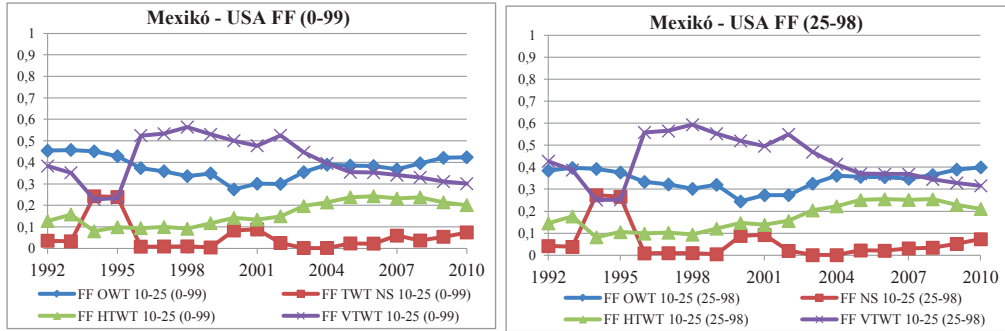 Mexikó - USA FF (0-99)
1
0,9
0,8
0,7
0,6
0,5
0,4
0,3
0,2
0,1
0
1992 1995 1998 2001 2004 2007 2010
FF OWT 10-25 (0-99) FF TWT NS 10-25 (0-99)
FF HTWT 10-25 (0-99) FF VTWT 10-25 (0-99)
Mexikó - USA FF (25-98)
1
0,9
0,8
0,7
0,6
0,5
0,4
0,3
0,2
0,1
0
1992 1995 1998 2001 2004 2007 2010
FF OWT 10-25 (25-98) FF NS 10-25 (25-98)
FF HTWT 10-25 (25-98) FF VTWT 10-25 (25-98)